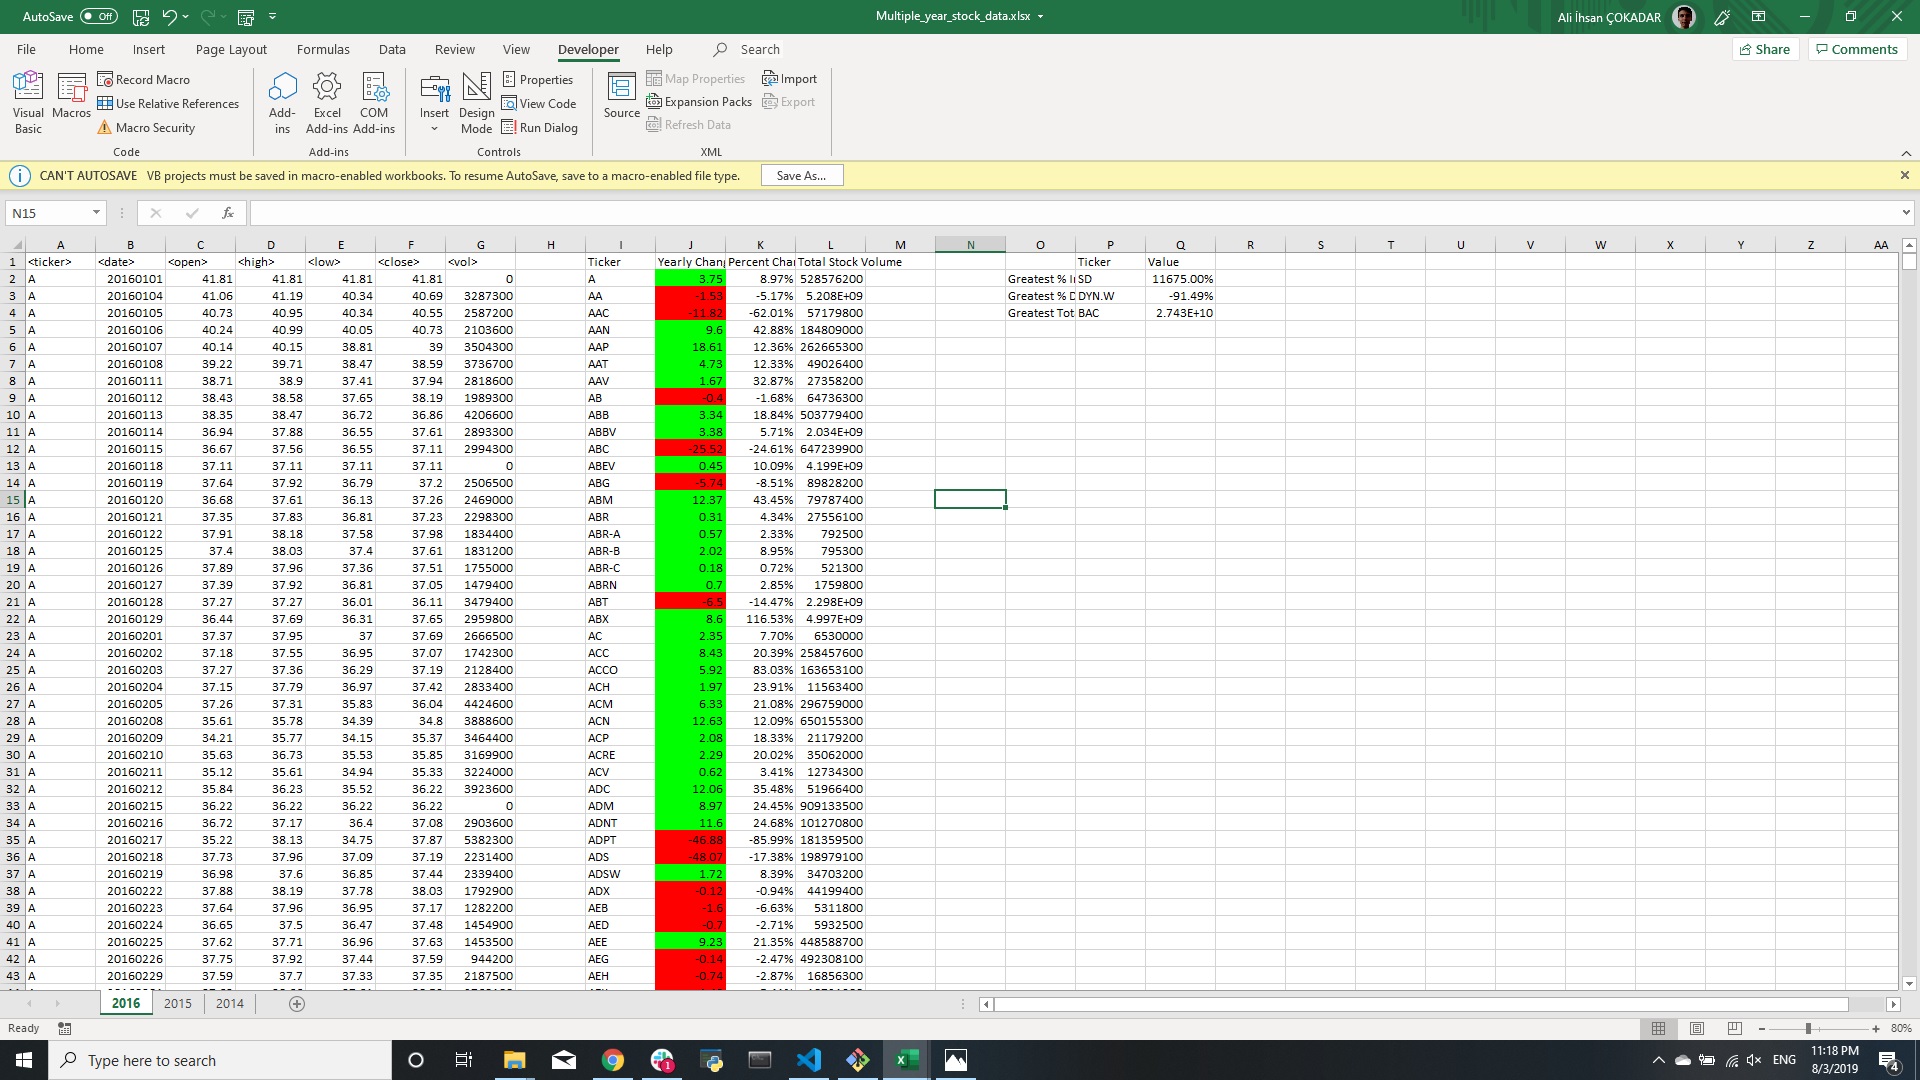 AutoSave Off Multiple_year_stock_data.xlsx Ali İhsan ÇOKADAR
File Home Insert Page Layout Formulas Data Review View Developer Help Search Share Comments
Visual Basic
Macros
Record Macro
Use Relative References
Macro Security
Code
Add-ins
Excel Add-ins
COM Add-ins
Add-ins
Insert
Design Mode
Properties
View Code
Run Dialog
Controls
Source
Map Properties
Expansion Packs
Refresh Data
Import
Export
XML
CAN'T AUTOSAVE VB projects must be saved in macro-enabled workbooks. To resume AutoSave, save to a macro-enabled file type. Save As...
N15 fx
A B C D E F G H I J K L M N O P Q R S T U V W X Y Z AA
1 <ticker> <date> <open> <high> <low> <close> <vol> Ticker Yearly Chang Percent Char Total Stock Volume Ticker Value
2 A 20160101 41.81 41.81 41.81 41.81 0 A 3.75 8.97% 528576200 Greatest % I SD 11675.00%
3 A 20160104 41.06 41.19 40.34 40.69 3287300 AA -1.53 -5.17% 5.208E+09 Greatest % D DYN.W -91.49%
4 A 20160105 40.73 40.95 40.34 40.55 2587200 AAC -11.82 -62.01% 57179800 Greatest Tot BAC 2.743E+10
5 A 20160106 40.24 40.99 40.05 40.73 2103600 AAN 9.6 42.88% 184809000
6 A 20160107 40.14 40.15 38.81 39 3504300 AAP 18.61 12.36% 262665300
7 A 20160108 39.22 39.71 38.47 38.59 3736700 AAT 4.73 12.33% 49026400
8 A 20160111 38.71 38.9 37.41 37.94 2818600 AAV 1.67 32.87% 27358200
9 A 20160112 38.43 38.58 37.65 38.19 1989300 AB -0.4 -1.68% 64736300
10 A 20160113 38.35 38.47 36.72 36.86 4206600 ABB 3.34 18.84% 503779400
11 A 20160114 36.94 37.88 36.55 37.61 2893300 ABBV 3.38 5.71% 2.034E+09
12 A 20160115 36.67 37.56 36.55 37.11 2994300 ABC -25.52 -24.61% 647239900
13 A 20160118 37.11 37.11 37.11 37.11 0 ABEV 0.45 10.09% 4.199E+09
14 A 20160119 37.64 37.92 36.79 37.2 2506500 ABG -5.74 -8.51% 89828200
15 A 20160120 36.68 37.61 36.13 37.26 2469000 ABM 12.37 43.45% 79787400
16 A 20160121 37.35 37.83 36.81 37.23 2298300 ABR 0.31 4.34% 27556100
17 A 20160122 37.91 38.18 37.58 37.98 1834400 ABR-A 0.57 2.33% 792500
18 A 20160125 37.4 38.03 37.4 37.61 1831200 ABR-B 2.02 8.95% 795300
19 A 20160126 37.89 37.96 37.36 37.51 1755000 ABR-C 0.18 0.72% 521300
20 A 20160127 37.39 37.92 36.81 37.05 1479400 ABRN 0.7 2.85% 1759800
21 A 20160128 37.27 37.27 36.01 36.11 3479400 ABT -6.5 -14.47% 2.298E+09
22 A 20160129 36.44 37.69 36.31 37.65 2959800 ABX 8.6 116.53% 4.997E+09
23 A 20160201 37.37 37.95 37 37.69 2666500 AC 2.35 7.70% 6530000
24 A 20160202 37.18 37.55 36.95 37.07 1742300 ACC 8.43 20.39% 258457600
25 A 20160203 37.27 37.36 36.29 37.19 2128400 ACCO 5.92 83.03% 163653100
26 A 20160204 37.15 37.79 36.97 37.42 2833400 ACH 1.97 23.91% 11563400
27 A 20160205 37.26 37.31 35.83 36.04 4424600 ACM 6.33 21.08% 296759000
28 A 20160208 35.61 35.78 34.39 34.8 3888600 ACN 12.63 12.09% 650155300
29 A 20160209 34.21 35.77 34.15 35.37 3464400 ACP 2.08 18.33% 21179200
30 A 20160210 35.63 36.73 35.53 35.85 3169900 ACRE 2.29 20.02% 35062000
31 A 20160211 35.12 35.61 34.94 35.33 3224000 ACV 0.62 3.41% 12734300
32 A 20160212 35.84 36.23 35.52 36.22 3923600 ADC 12.06 35.48% 51966400
33 A 20160215 36.22 36.22 36.22 36.22 0 ADM 8.97 24.45% 909133500
34 A 20160216 36.72 37.17 36.4 37.08 2903600 ADNT 11.6 24.68% 101270800
35 A 20160217 35.22 38.13 34.75 37.87 5382300 ADPT -46.88 -85.99% 181359500
36 A 20160218 37.73 37.96 37.09 37.19 2231400 ADS -48.07 -17.38% 198979100
37 A 20160219 36.98 37.6 36.85 37.44 2339400 ADSW 1.72 8.39% 34703200
38 A 20160222 37.88 38.19 37.78 38.03 1792900 ADX -0.12 -0.94% 44199400
39 A 20160223 37.64 37.96 36.95 37.17 1282200 AEB -1.6 -6.63% 5311800
40 A 20160224 36.65 37.5 36.47 37.48 1454900 AED -0.7 -2.71% 5932500
41 A 20160225 37.62 37.71 36.96 37.63 1453500 AEE 9.23 21.35% 448588700
42 A 20160226 37.75 37.92 37.44 37.59 944200 AEG -0.14 -2.47% 492308100
43 A 20160229 37.59 37.7 37.33 37.35 2187500 AEH -0.74 -2.87% 16856300
2016 2015 2014
Ready 80%
Type here to search 1 ENG 11:18 PM
8/3/2019 4